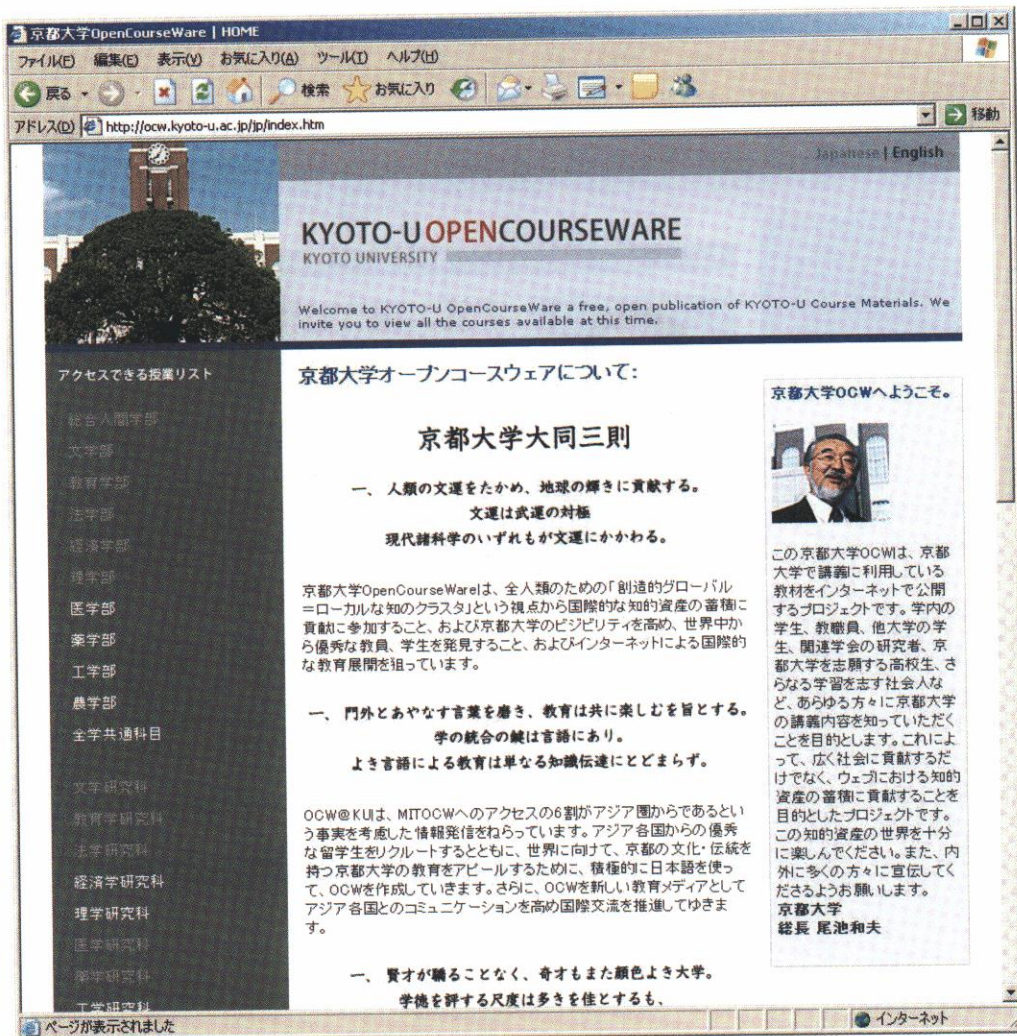 京都大学OpenCourseWare | HOME
ファイル(F) 編集(E) 表示(V) お気に入り(A) ツール(T) ヘルプ(H)
戻る 検索 お気に入り
アドレス(D) http://ocw.kyoto-u.ac.jp/jp/index.htm 移動
Japanese | English
KYOTO-U OPENCOURSEWARE
KYOTO UNIVERSITY
Welcome to KYOTO-U OpenCourseWare a free, open publication of KYOTO-U Course Materials. We
invite you to view all the courses available at this time.
アクセスできる授業リスト
総合人間学部
文学部
教育学部
法学部
経済学部
理学部
医学部
薬学部
工学部
農学部
全学共通科目
文学研究科
教育学研究科
法学研究科
経済学研究科
理学研究科
医学研究科
薬学研究科
工学研究科
京都大学オープンコースウェアについて:
京都大学大同三則
一、 人類の文運をたかめ、地球の輝きに貢献する。
文運は武運の対極
現代諸科学のいずれもが文運にかかわる。
京都大学OpenCourseWareは、全人類のための「創造的グローバル
＝ローカルな知のクラスタ」という視点から国際的な知的資産の蓄積に
貢献に参加すること、および京都大学のビジビリティを高め、世界中か
ら優秀な教員、学生を発見すること、およびインターネットによる国際的
な教育展開を狙っています。
一、 門外とあやなす言葉を磨き、教育は共に楽しむを旨とする。
学の統合の鍵は言語にあり。
よき言語による教育は単なる知識伝達にとどまらず。
OCW@KUは、MITOCWへのアクセスの6割がアジア圏からであるとい
う事実を考慮した情報発信をねらっています。アジア各国からの優秀
な留学生をリクルートするとともに、世界に向けて、京都の文化・伝統を
持つ京都大学の教育をアピールするために、積極的に日本語を使っ
て、OCWを作成していきます。さらに、OCWを新しい教育メディアとして
アジア各国とのコミュニケーションを高め国際交流を推進してゆきま
す。
一、 賢才が驕ることなく、奇才もまた顔色よき大学。
学徳を評する尺度は多きを佳とするも、
京都大学OCWへようこそ。
この京都大学OCWは、京都
大学で講義に利用している
教材をインターネットで公開
するプロジェクトです。学内の
学生、教職員、他大学の学
生、関連学会の研究者、京
都大学を志願する高校生、さ
らなる学習を志す社会人な
ど、あらゆる方々に京都大学
の講義内容を知っていただく
ことを目的とします。これによ
って、広く社会に貢献するだ
けでなく、ウェブにおける知的
資産の蓄積に貢献することを
目的としたプロジェクトです。
この知的資産の世界を十分
に楽しんでください。また、内
外に多くの方々に宣伝してく
ださるようお願いします。
京都大学
総長 尾池和夫
ページが表示されました インターネット